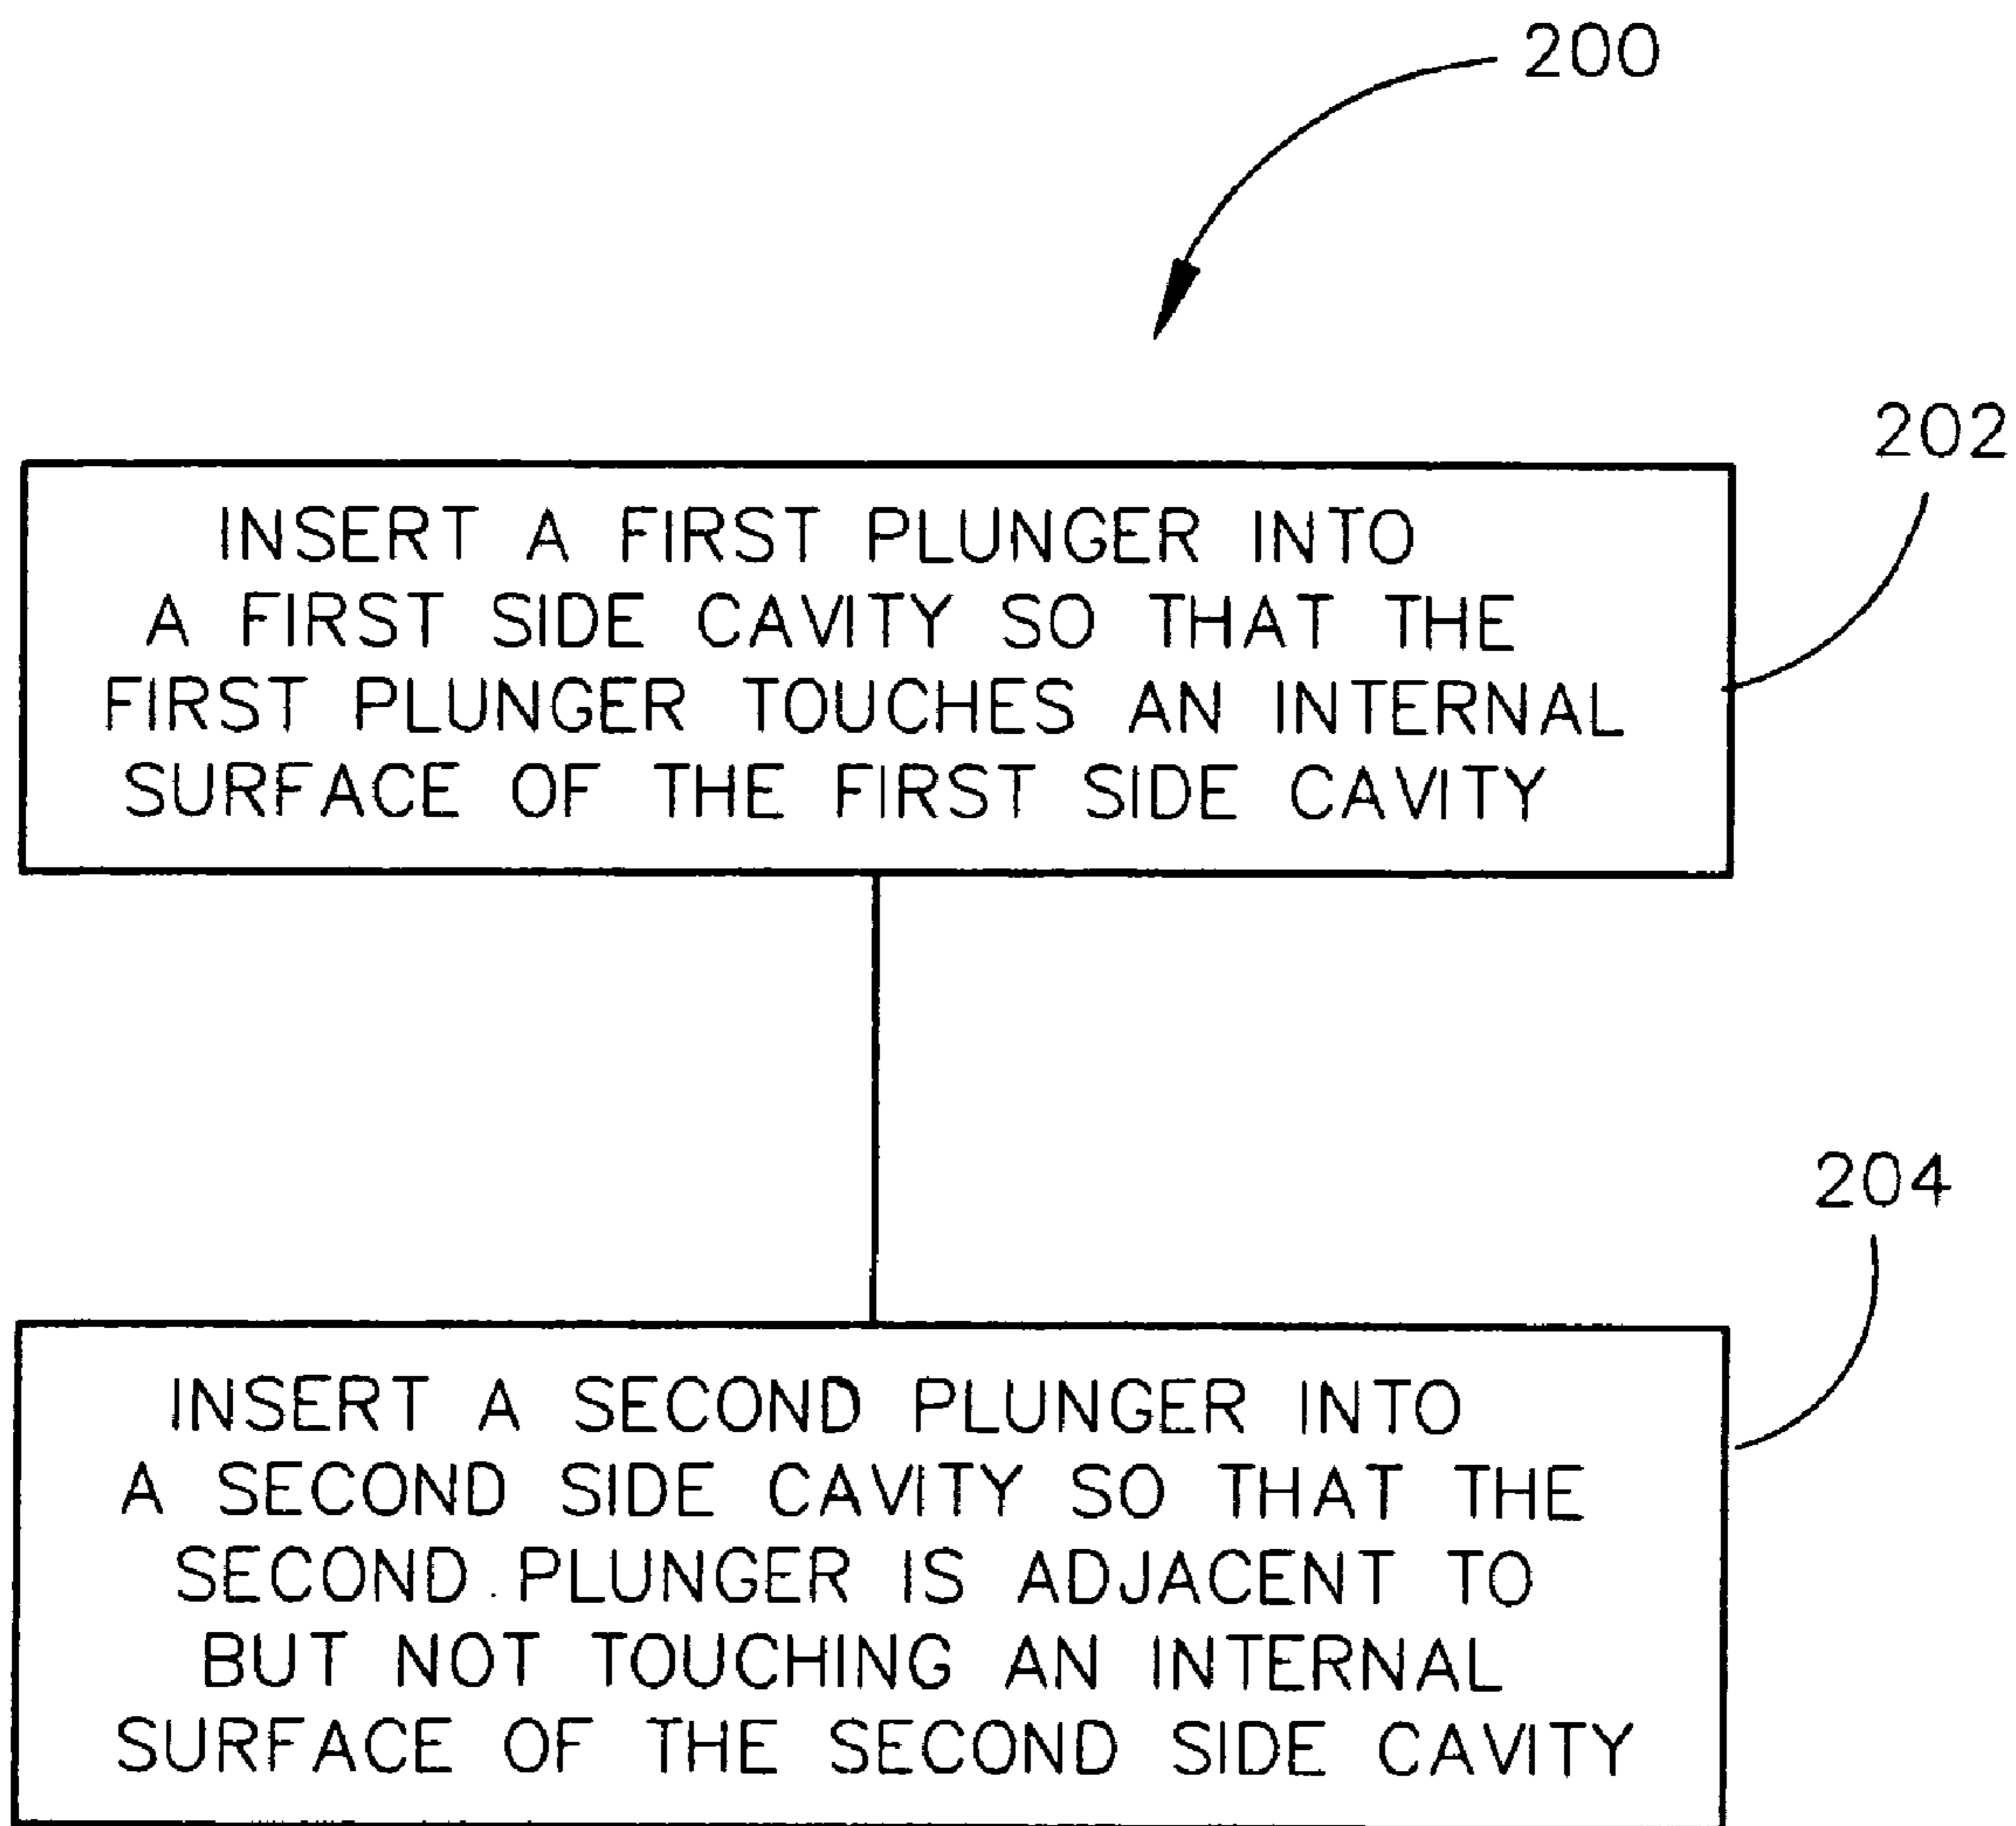 200
202
INSERT A FIRST PLUNGER INTO
A FIRST SIDE CAVITY SO THAT THE
FIRST PLUNGER TOUCHES AN INTERNAL
SURFACE OF THE FIRST SIDE CAVITY
204
INSERT A SECOND PLUNGER INTO
A SECOND SIDE CAVITY SO THAT THE
SECOND PLUNGER IS ADJACENT TO
BUT NOT TOUCHING AN INTERNAL
SURFACE OF THE SECOND SIDE CAVITY